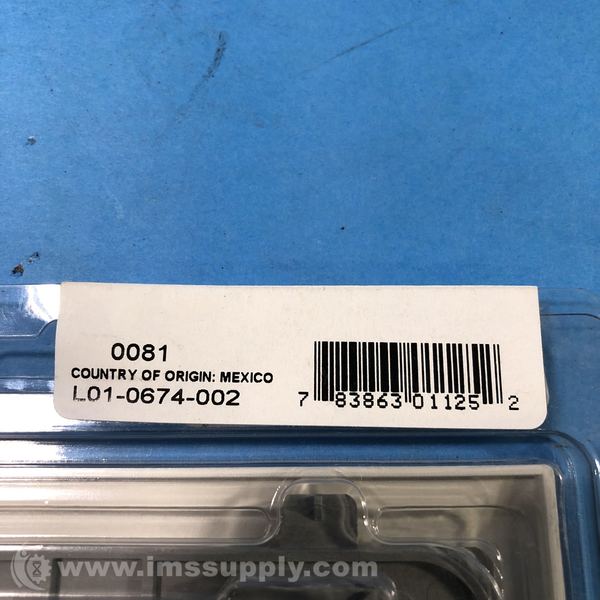 0081
COUNTRY OF ORIGIN: MEXICO
L01-0674-002
7 83863 01125 2
www.imssupply.com